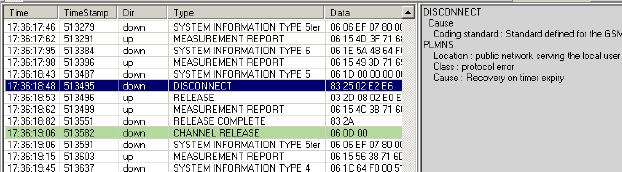 Time TimeStamp Dir Type Data
17:36:17:46 513279 down SYSTEM INFORMATION TYPE 5ter 06 06 EF 07 80 00
17:36:17:62 513291 up MEASUREMENT REPORT 06 15 4D 3F 71 6
17:36:17:95 513384 down SYSTEM INFORMATION TYPE 6 06 1E 5A 48 64 F0
17:36:17:98 513396 up MEASUREMENT REPORT 06 15 49 3D 71 6
17:36:18:43 513487 down SYSTEM INFORMATION TYPE 5 06 1D 00 00 00 00
17:36:18:48 513495 down DISCONNECT 83 25 02 E2 E6
17:36:18:53 513496 up RELEASE 83 2D 08 02 E0 E
17:36:18:62 513499 up MEASUREMENT REPORT 06 15 4C 3B 71 6
17:36:18:82 513551 down RELEASE COMPLETE 83 2A
17:36:19:06 513582 down CHANNEL RELEASE 06 0D 00
17:36:19:06 513591 down SYSTEM INFORMATION TYPE 5ter 06 06 EF 07 80 00
17:36:19:15 513603 up MEASUREMENT REPORT 06 15 56 38 71 6D
17:36:19:45 513637 down SYSTEM INFORMATION TYPE 4 06 1C 64 F0 00 5
DISCONNECT
Cause
Coding standard : Standard defined for the GSM
PLMNS
Location : public network serving the local user
Class : protocol error
Cause : Recovery on timer expiry